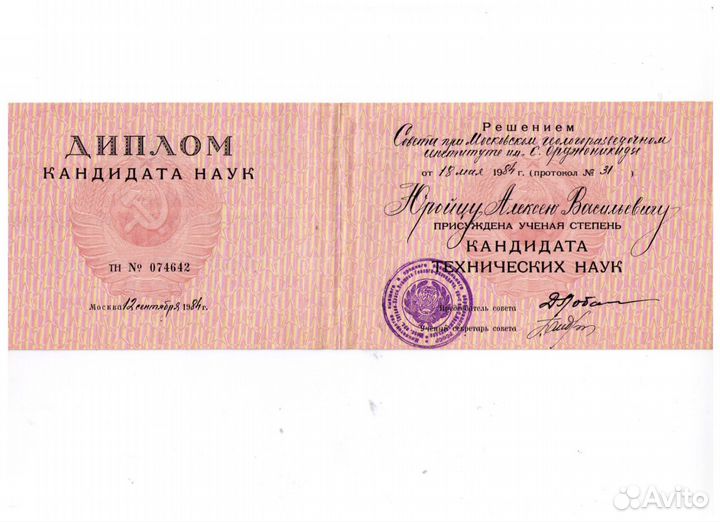 ДИПЛОМ
КАНДИДАТА НАУК
ТН № 074642
Москва 12 сентября 1984 г.
Решением
Совета при Московском геологоразведочном
институте им. С. Орджоникидзе
от 18 мая 1984 г. (протокол № 31 )
Алексею Васильевичу
ПРИСУЖДЕНА УЧЕНАЯ СТЕПЕНЬ
КАНДИДАТА
ТЕХНИЧЕСКИХ НАУК
Председатель совета
Ученый секретарь совета
Avito